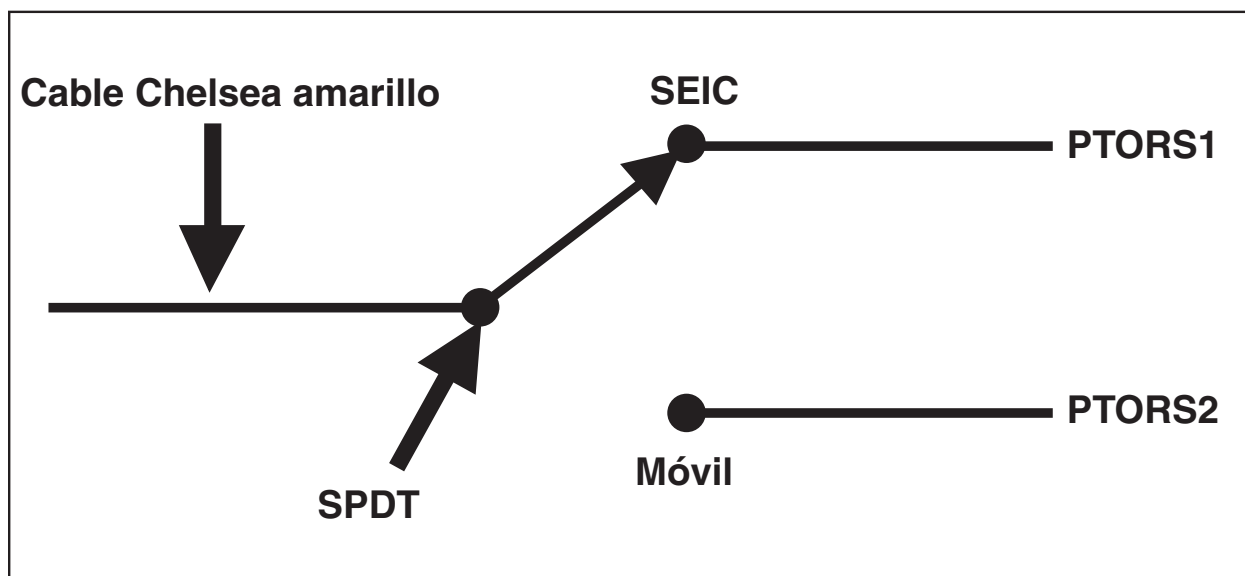 Cable Chelsea amarillo
SEIC
PTORS1
PTORS2
Móvil
SPDT